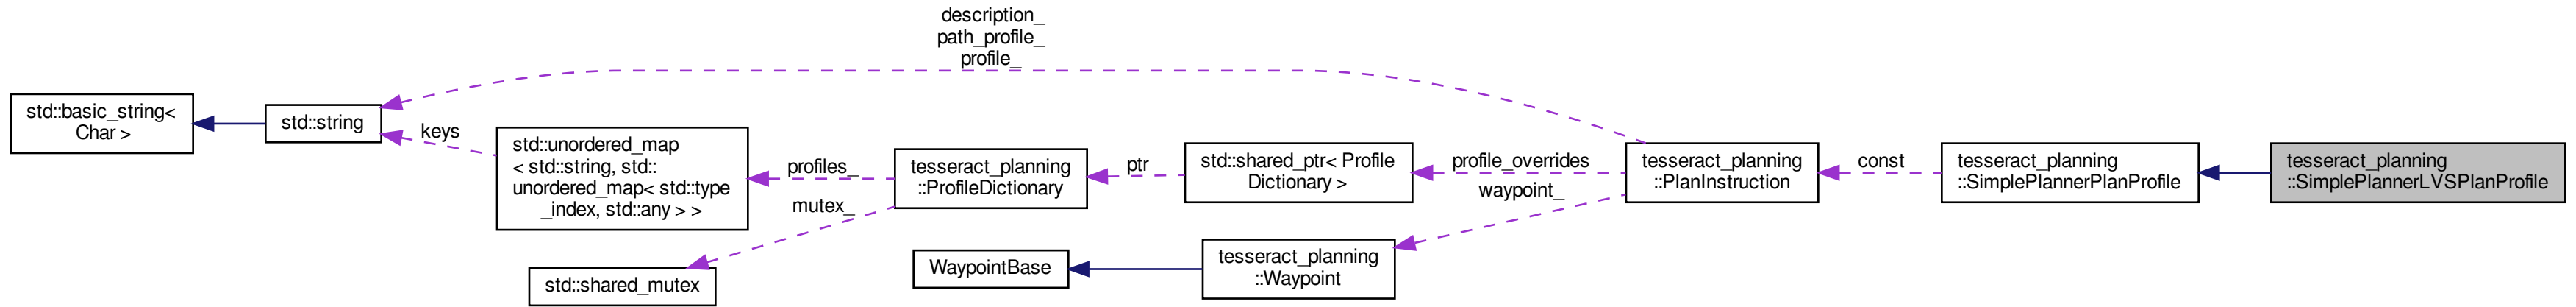 description_
path_profile_
profile_
std::basic_string<
Char >
std::string
keys
std::unordered_map
< std::string, std::
unordered_map< std::type
_index, std::any > >
profiles_
mutex_
std::shared_mutex
tesseract_planning
::ProfileDictionary
ptr
std::shared_ptr< Profile
Dictionary >
profile_overrides
waypoint_
WaypointBase
tesseract_planning
::Waypoint
tesseract_planning
::PlanInstruction
const
tesseract_planning
::SimplePlannerPlanProfile
tesseract_planning
::SimplePlannerLVSPlanProfile